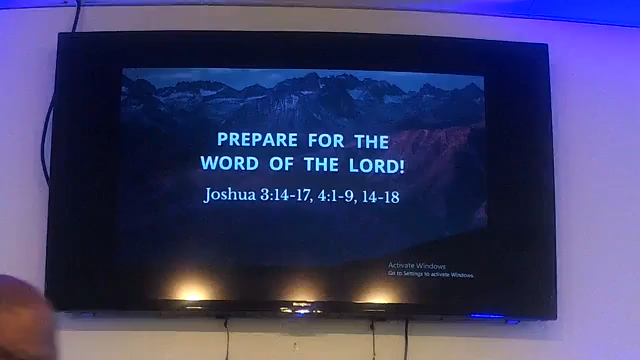 PREPARE FOR THE
WORD OF THE LORD!
Joshua 3:14-17, 4:1-9, 14-18
Activate Windows
Go to Settings to activate Windows.